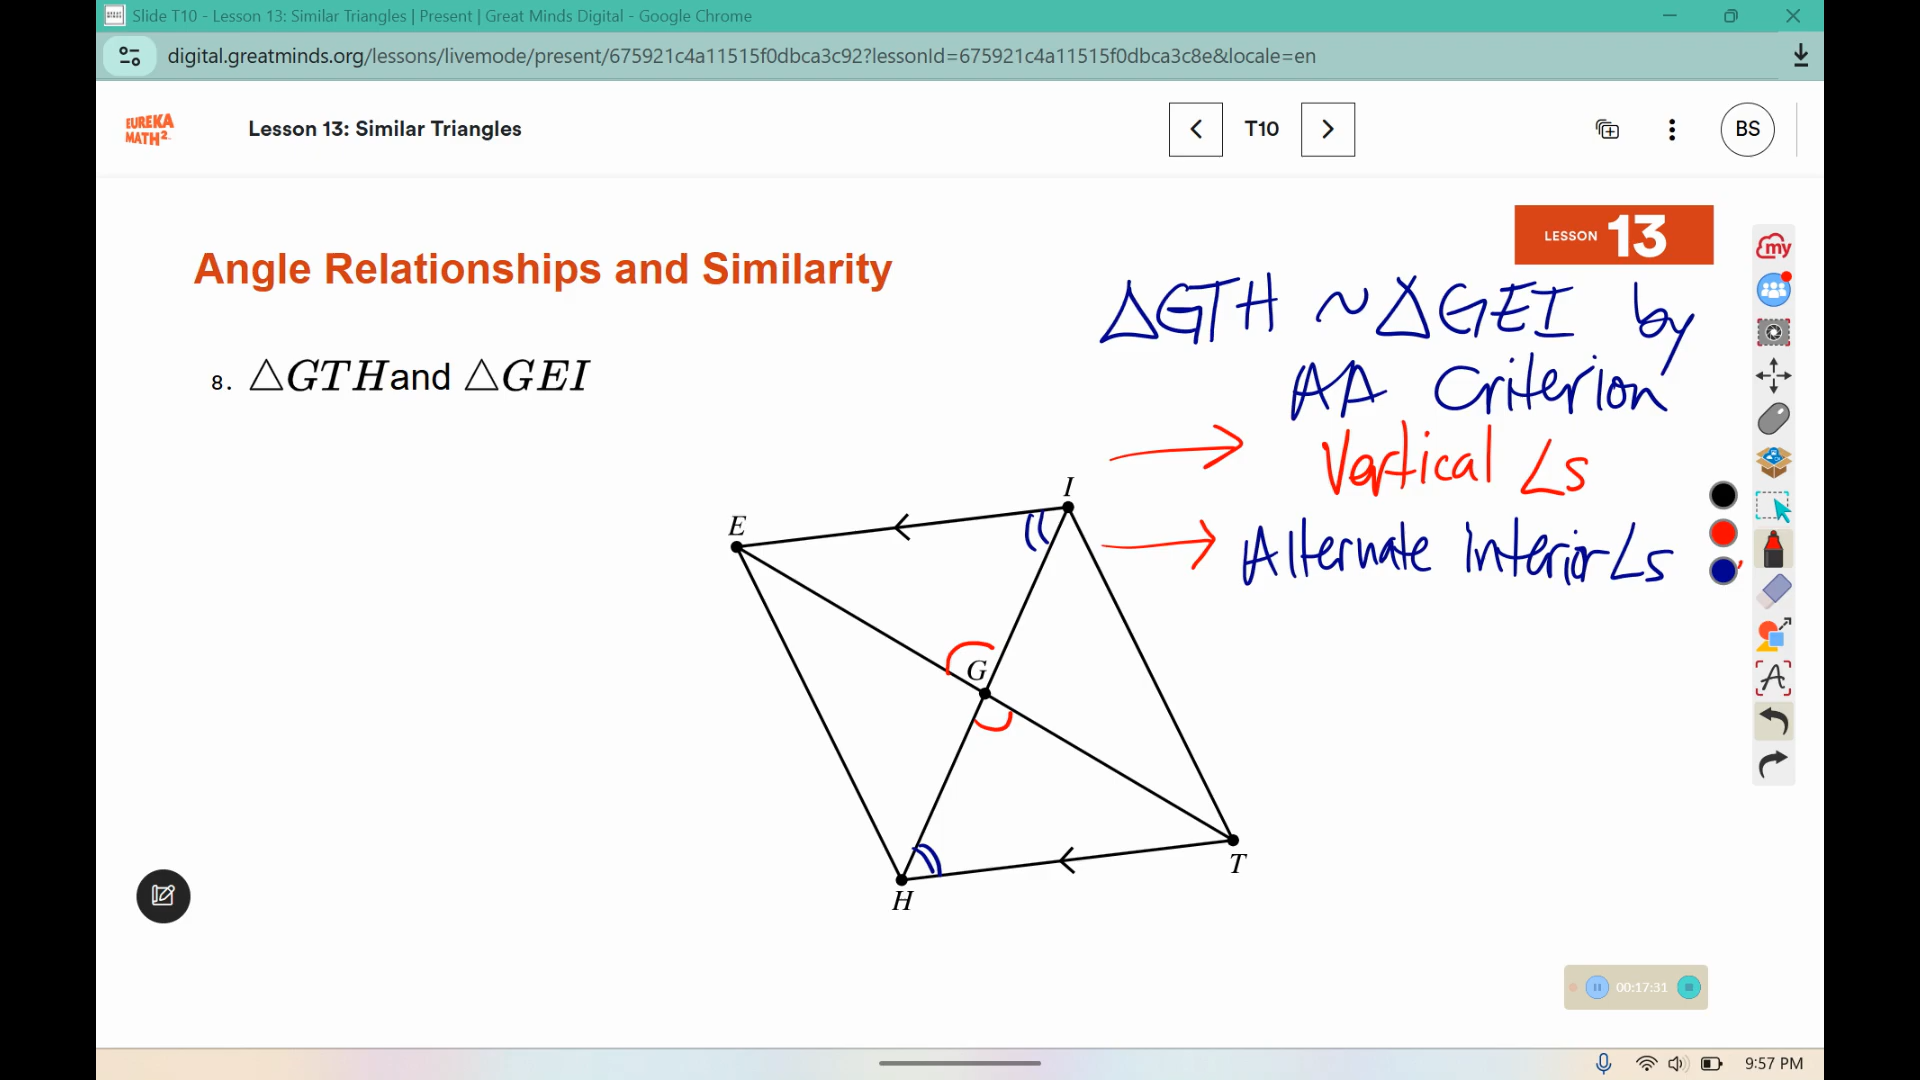 Slide T10 - Lesson 13: Similar Triangles | Present | Great Minds Digital - Google Chrome
digital.greatminds.org/lessons/livemode/present/675921c4a11515f0dbca3c92?lessonId=675921c4a11515f0dbca3c8e&locale=en
EUREKA
MATH²
Lesson 13: Similar Triangles
T10
BS
LESSON 13
my
Angle Relationships and Similarity
△GTH ~ △GEI by
AA Criterion
8. △GTH and △GEI
Vertical ∠s
Alternate Interior ∠s
I
E
G
T
H
A
00:17:31
9:57 PM